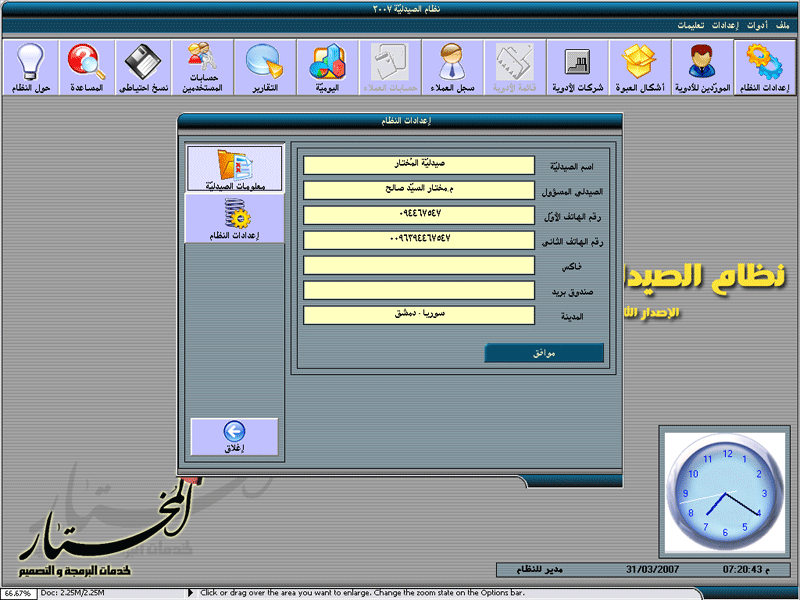 نظام الصيدليّة ٢٠٠٧
ملف أدوات إعدادات تعليمات
إعدادات النظام
المورّدين للأدوية
أشكال العبوة
شركات الأدوية
قائمة الأدوية
سجل العملاء
حسابات العملاء
اليوميّة
التقارير
حسابات المستخدمين
نسخ احتياطي
المساعدة
حول النظام
إعدادات النظام
معلومات الصيدليّة
إعدادات النظام
إغلاق
اسم الصيدليّة صيدليّة المُختار
الصيدلي المسؤول م.مختار السيّد صالح
رقم الهاتف الأوّل ٠٩٤٤٦٧٥٤٧
رقم الهاتف الثاني ٠٠٩٦٣٩٤٤٦٧٥٤٧
فاكس
صندوق بريد
المدينة سوريا - دمشق
موافق
نظام الصيدل
الإصدار
المختار
خدمات البرمجة و التصميم
12 1 2 3 4 5 6 7 8 9 10 11
مدير للنظام 31/03/2007 07:20:43 م
66.67% Doc: 2.25M/2.25M Click or drag over the area you want to enlarge. Change the zoom state on the Options bar.